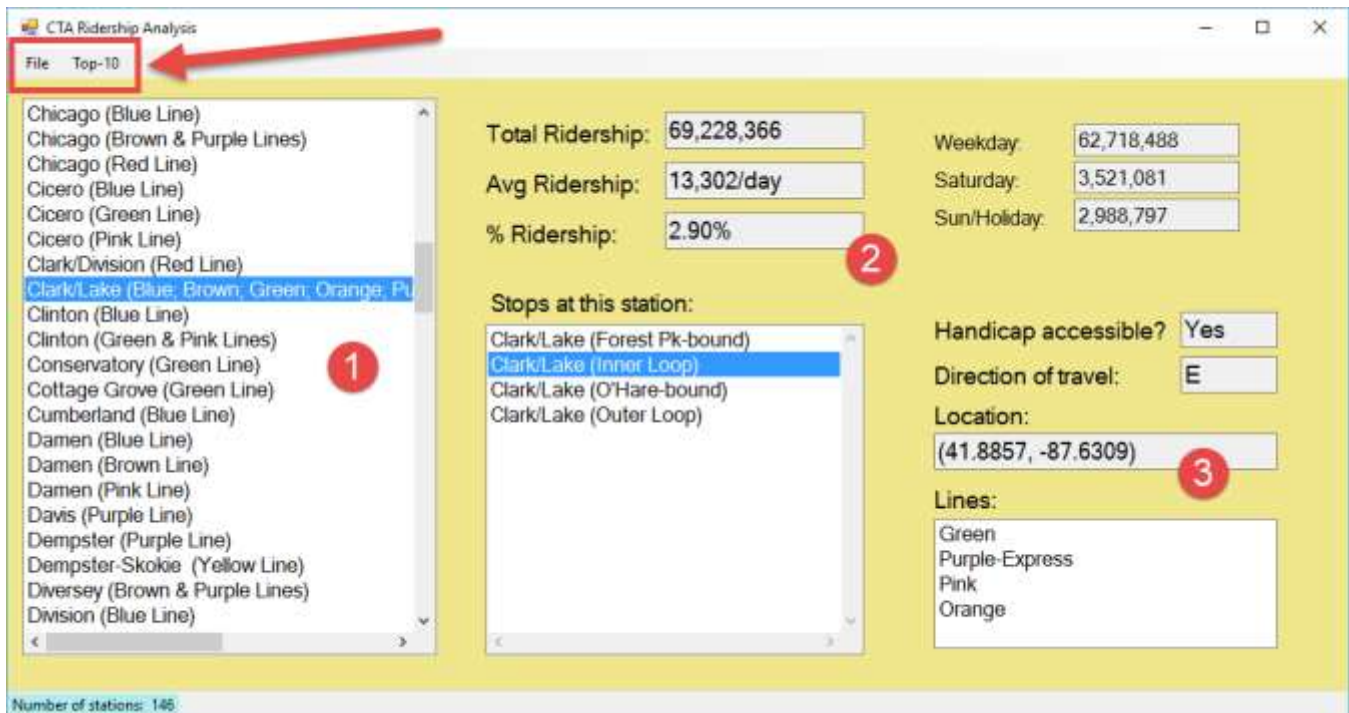 CTA Ridership Analysis
File Top-10
Chicago (Blue Line)
Chicago (Brown & Purple Lines)
Chicago (Red Line)
Cicero (Blue Line)
Cicero (Green Line)
Cicero (Pink Line)
Clark/Division (Red Line)
Clark/Lake (Blue; Brown; Green; Orange; Pu
Clinton (Blue Line)
Clinton (Green & Pink Lines)
Conservatory (Green Line)
Cottage Grove (Green Line)
Cumberland (Blue Line)
Damen (Blue Line)
Damen (Brown Line)
Damen (Pink Line)
Davis (Purple Line)
Dempster (Purple Line)
Dempster-Skokie (Yellow Line)
Diversey (Brown & Purple Lines)
Division (Blue Line)
1
Total Ridership: 69,228,366
Avg Ridership: 13,302/day
% Ridership: 2.90%
2
Stops at this station:
Clark/Lake (Forest Pk-bound)
Clark/Lake (Inner Loop)
Clark/Lake (O'Hare-bound)
Clark/Lake (Outer Loop)
Weekday: 62,718,488
Saturday: 3,521,081
Sun/Holiday: 2,988,797
Handicap accessible? Yes
Direction of travel: E
Location:
(41.8857, -87.6309)
3
Lines:
Green
Purple-Express
Pink
Orange
Number of stations: 146